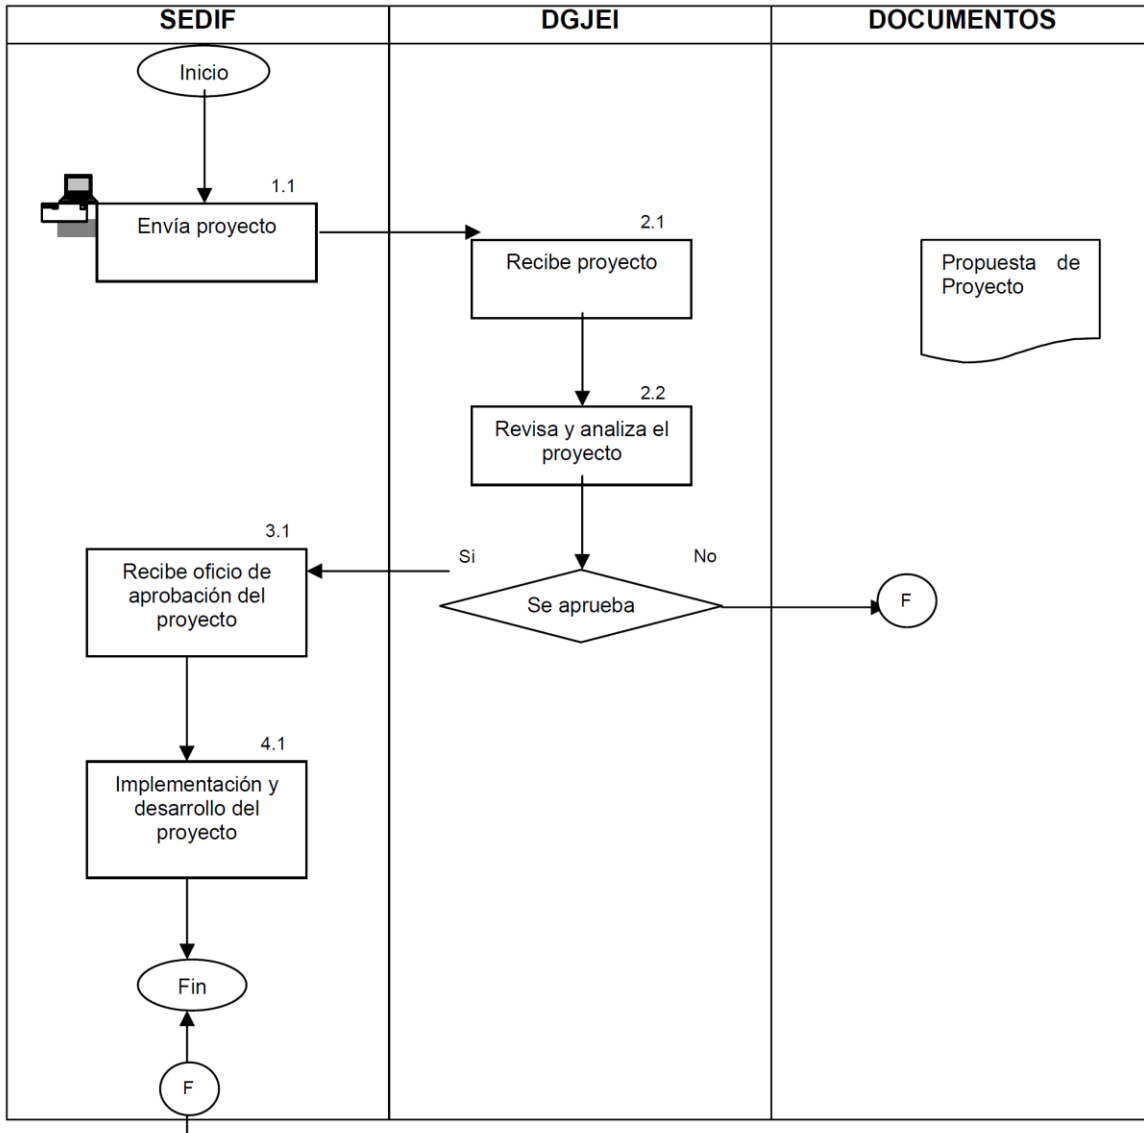 SEDIF
DGJEI
DOCUMENTOS
Inicio
1.1
Envía proyecto
2.1
Recibe proyecto
Propuesta de
Proyecto
2.2
Revisa y analiza el
proyecto
3.1
Si
No
Recibe oficio de
aprobación del
proyecto
Se aprueba
F
4.1
Implementación y
desarrollo del
proyecto
Fin
F